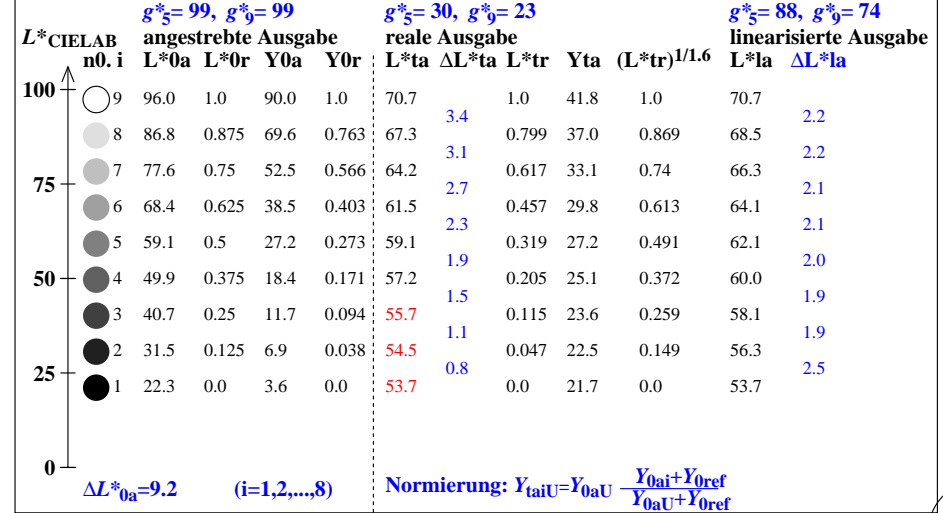 g*5= 99, g*9= 99 g*5= 30, g*9= 23 g*5= 88, g*9= 74
L*CIELAB angestrebte Ausgabe reale Ausgabe linearisierte Ausgabe
n0. i L*0a L*0r Y0a Y0r L*ta ΔL*ta L*tr Yta (L*tr)1/1.6 L*la ΔL*la
100 9 96.0 1.0 90.0 1.0 70.7 1.0 41.8 1.0 70.7
3.4 2.2
8 86.8 0.875 69.6 0.763 67.3 0.799 37.0 0.869 68.5
3.1 2.2
7 77.6 0.75 52.5 0.566 64.2 0.617 33.1 0.74 66.3
75 2.7 2.1
6 68.4 0.625 38.5 0.403 61.5 0.457 29.8 0.613 64.1
2.3 2.1
5 59.1 0.5 27.2 0.273 59.1 0.319 27.2 0.491 62.1
1.9 2.0
50 4 49.9 0.375 18.4 0.171 57.2 0.205 25.1 0.372 60.0
1.5 1.9
3 40.7 0.25 11.7 0.094 55.7 0.115 23.6 0.259 58.1
1.1 1.9
2 31.5 0.125 6.9 0.038 54.5 0.047 22.5 0.149 56.3
25 0.8 2.5
1 22.3 0.0 3.6 0.0 53.7 0.0 21.7 0.0 53.7
0
ΔL*0a=9.2 (i=1,2,...,8) Normierung: YtaiU=Y0aU Y0ai+Y0ref
Y0aU+Y0ref